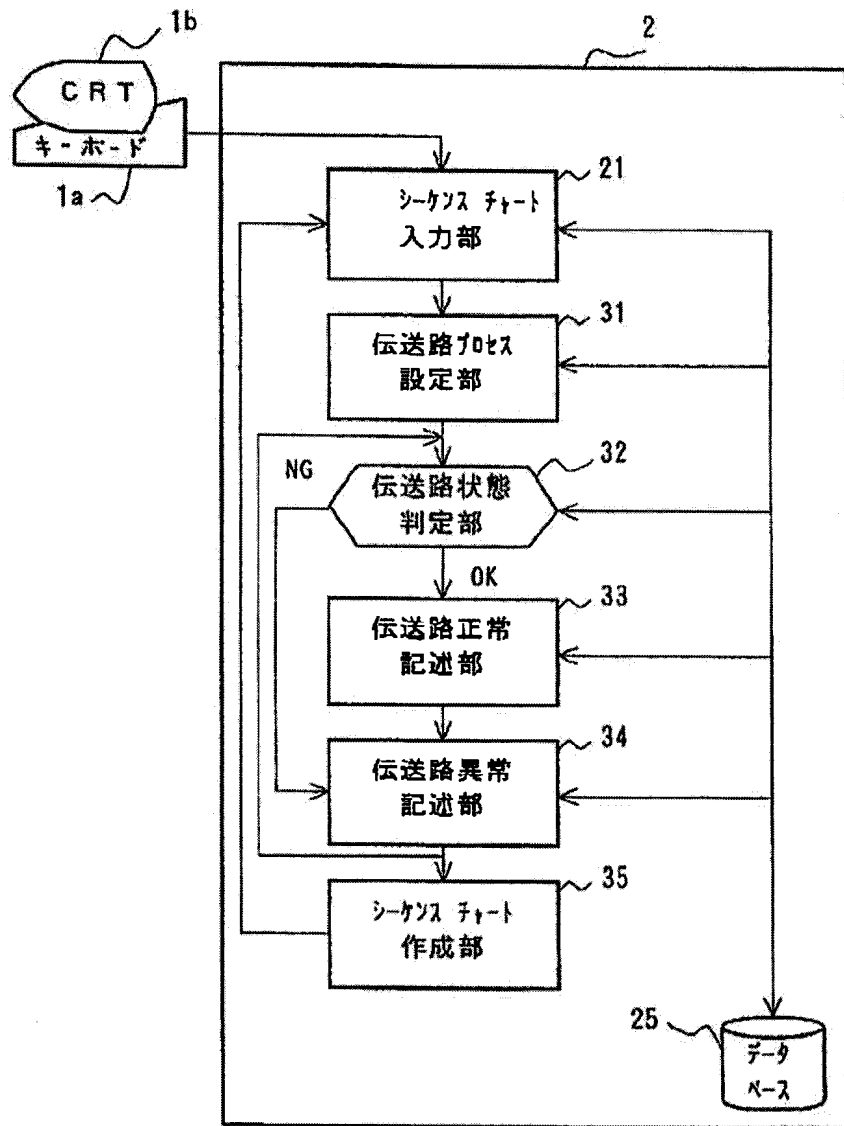 1b
2
CRT
キーボード
1a
21
シーケンス チャート
入力部
31
伝送路プロセス
設定部
NG
32
伝送路状態
判定部
OK
33
伝送路正常
記述部
34
伝送路異常
記述部
35
シーケンス チャート
作成部
25
データ
ベース